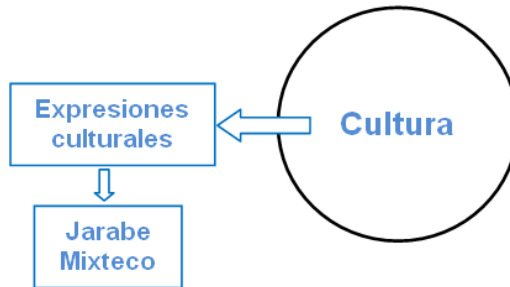 Expresiones
culturales
Cultura
Jarabe
Mixteco